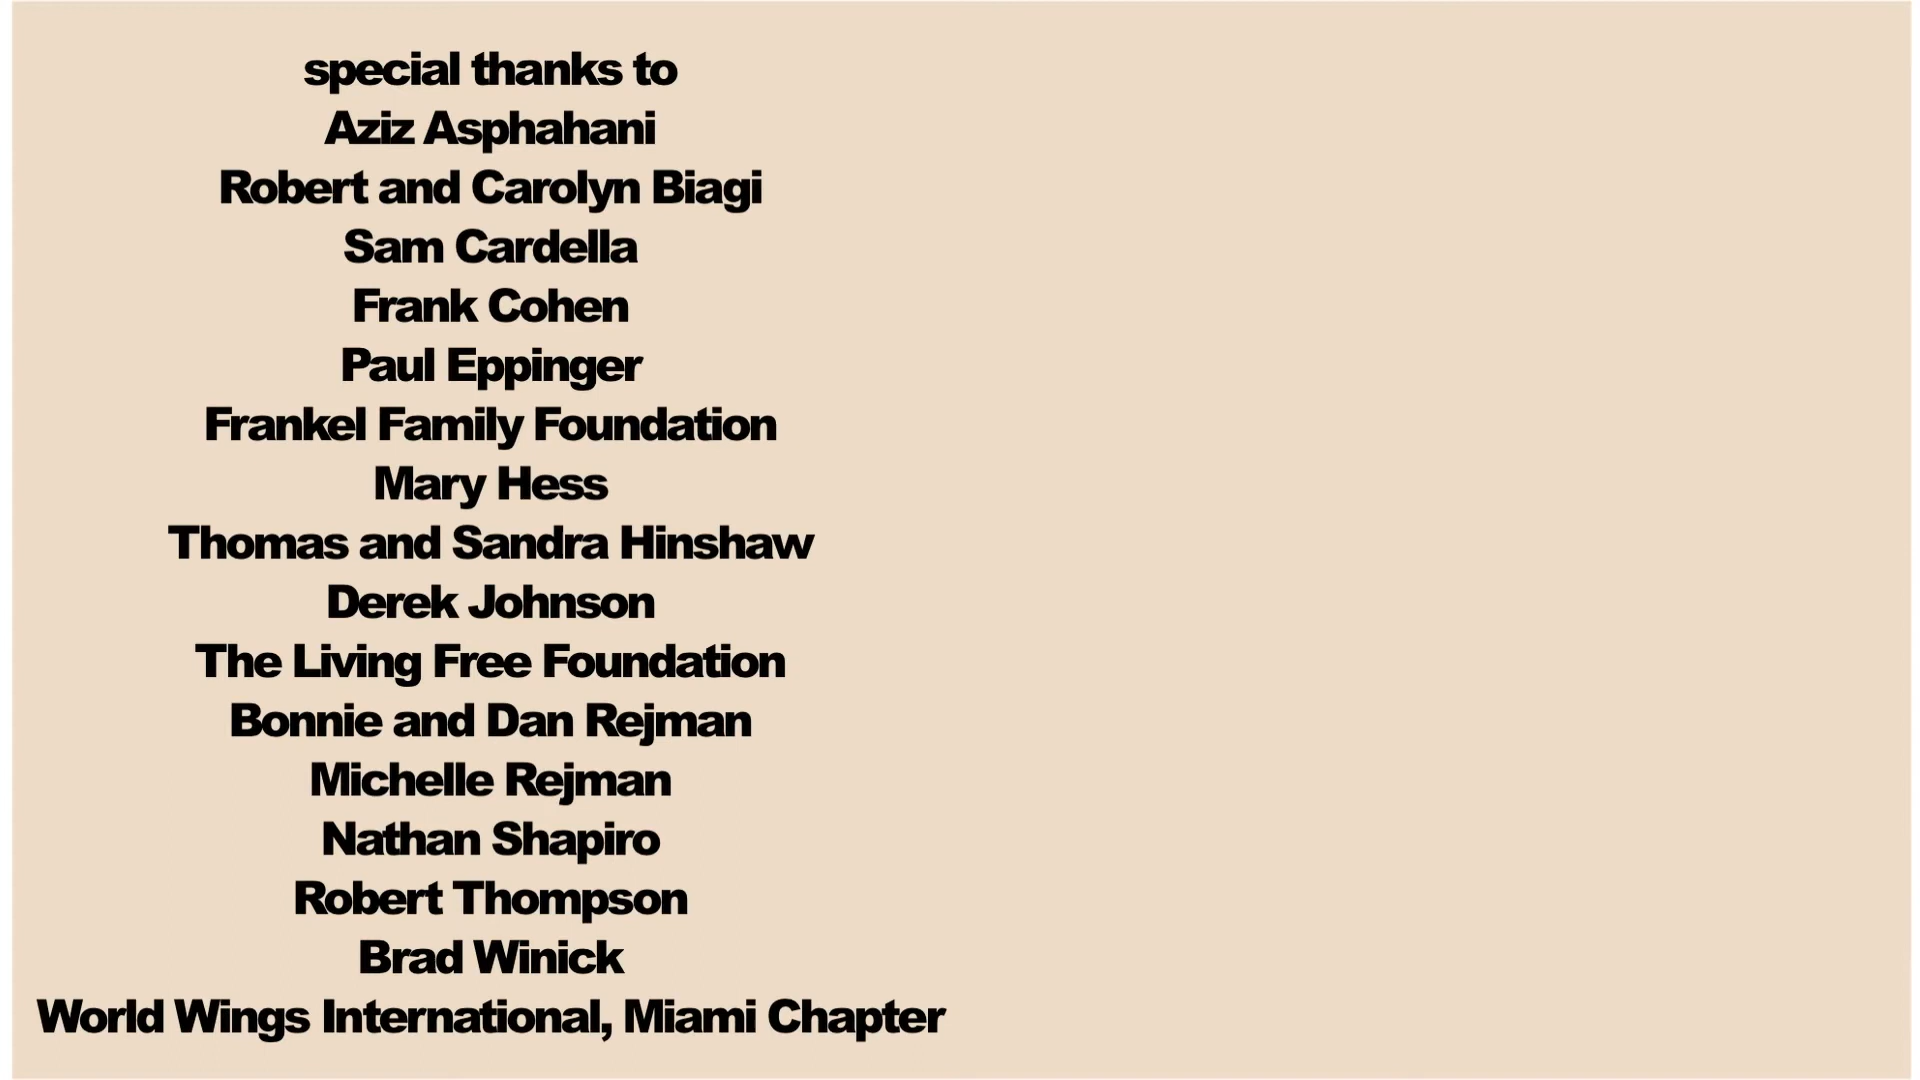 special thanks to
Aziz Asphahani
Robert and Carolyn Biagi
Sam Cardella
Frank Cohen
Paul Eppinger
Frankel Family Foundation
Mary Hess
Thomas and Sandra Hinshaw
Derek Johnson
The Living Free Foundation
Bonnie and Dan Rejman
Michelle Rejman
Nathan Shapiro
Robert Thompson
Brad Winick
World Wings International, Miami Chapter